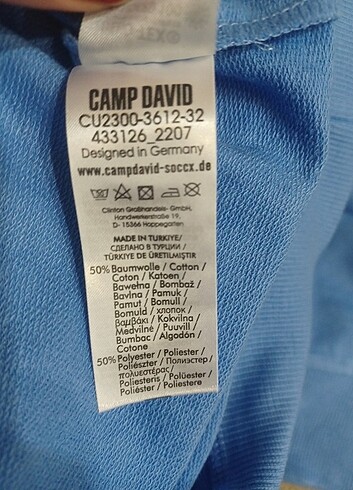 CAMP DAVID
CU2300-3612-32
433126_2207
Designed in Germany
www.campdavid-soccx.de
Clinton Großhandels- GmbH,
Handwerkerstraße 19,
D- 15366 Hoppegarten
MADE IN TURKIYE/
СДЕЛАНО В ТУРЦИИ /
TÜRKİYE DE ÜRETİLMİŞTİR
50% Baumwolle / Cotton /
Coton / Katoen /
Bawełna / Bombaž /
Bavlna / Pamuk /
Pamut / Bomull /
Bomuld / хлопок /
βαμβάκι / Kokvilna /
Medvilnė / Puuvill /
Bumbac / Algodón /
Cotone
50% Polyester / Poliester /
Poliészter / Полиэстер /
πολυεστέρας/
Poliesteris / Polüester /
Poliéster / Poliestere